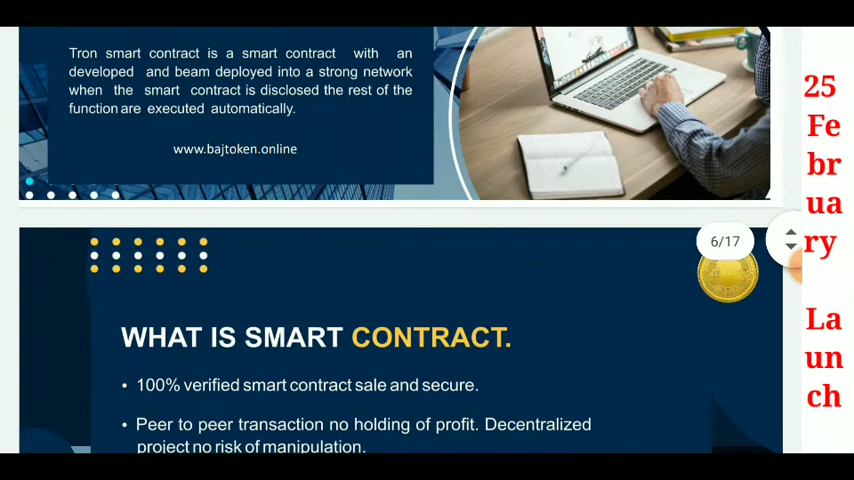 Tron smart contract is a smart contract with an
developed and beam deployed into a strong network
when the smart contract is disclosed the rest of the
function are executed automatically.
www.bajtoken.online
6/17
WHAT IS SMART CONTRACT.
• 100% verified smart contract sale and secure.
• Peer to peer transaction no holding of profit. Decentralized
project no risk of manipulation.
25
Fe
br
ua
ry
La
un
ch